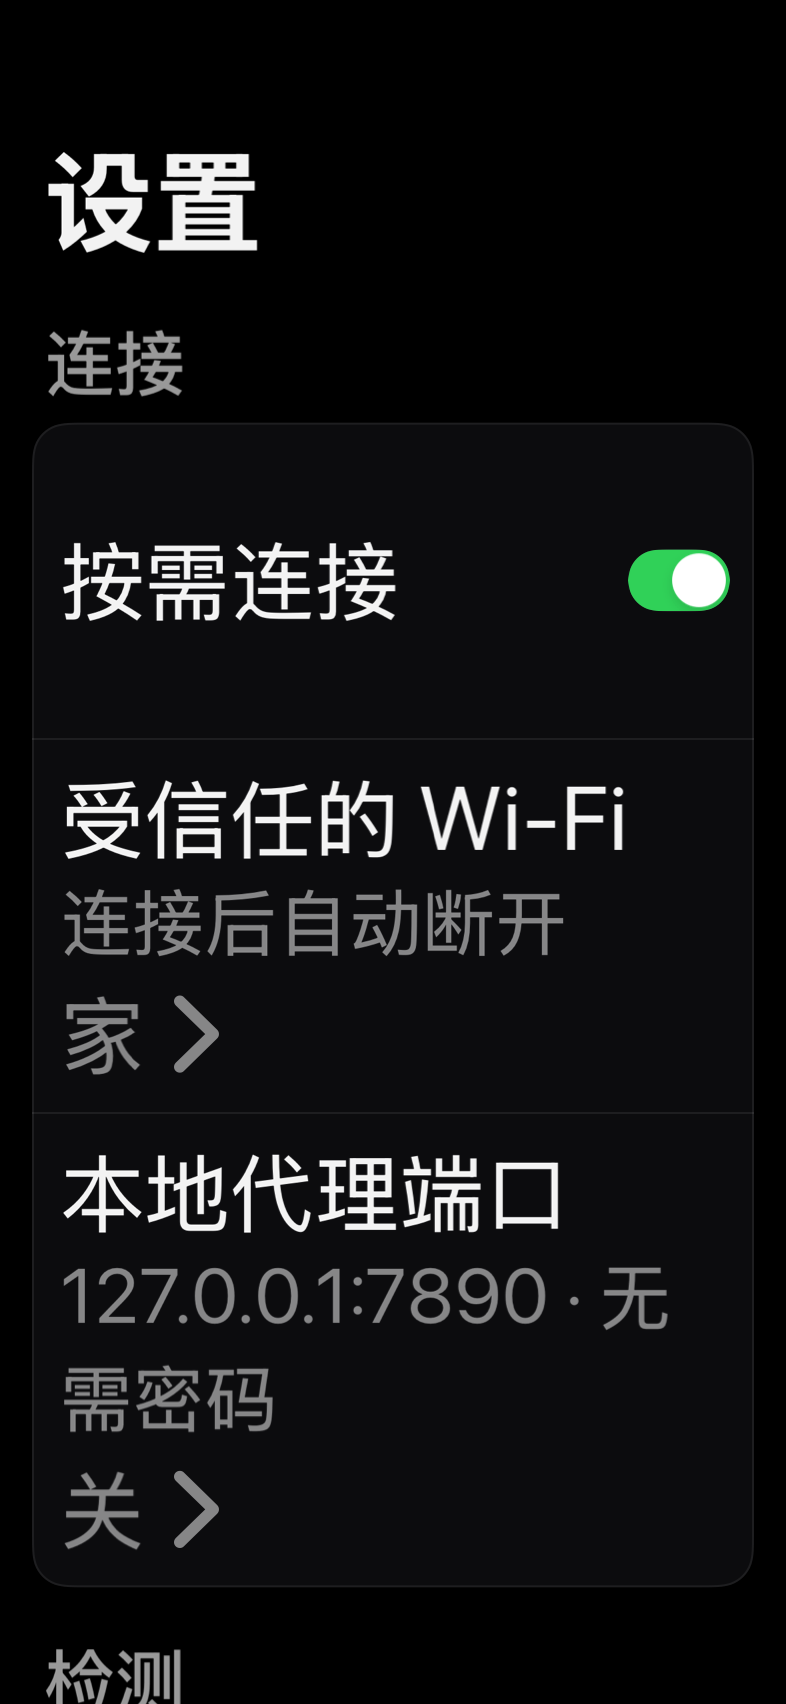 设置
连接
按需连接
受信任的 Wi-Fi
连接后自动断开
家
本地代理端口
127.0.0.1:7890 · 无
需密码
关
检测